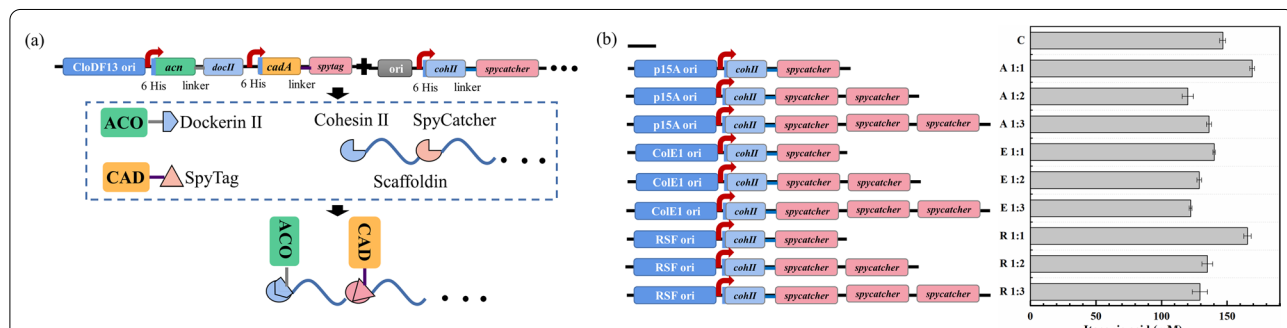 (a)
CloDF13 ori acn docII cadA spytag + ori cohII spycatcher
6 His linker 6 His linker 6 His linker
ACO Dockerin II
Cohesin II SpyCatcher
CAD SpyTag
Scaffoldin
ACO CAD
(b)
p15A ori cohII spycatcher
p15A ori cohII spycatcher spycatcher
p15A ori cohII spycatcher spycatcher spycatcher
ColE1 ori cohII spycatcher
ColE1 ori cohII spycatcher spycatcher
ColE1 ori cohII spycatcher spycatcher spycatcher
RSF ori cohII spycatcher
RSF ori cohII spycatcher spycatcher
RSF ori cohII spycatcher spycatcher spycatcher
C
A 1:1
A 1:2
A 1:3
E 1:1
E 1:2
E 1:3
R 1:1
R 1:2
R 1:3
0 50 100 150